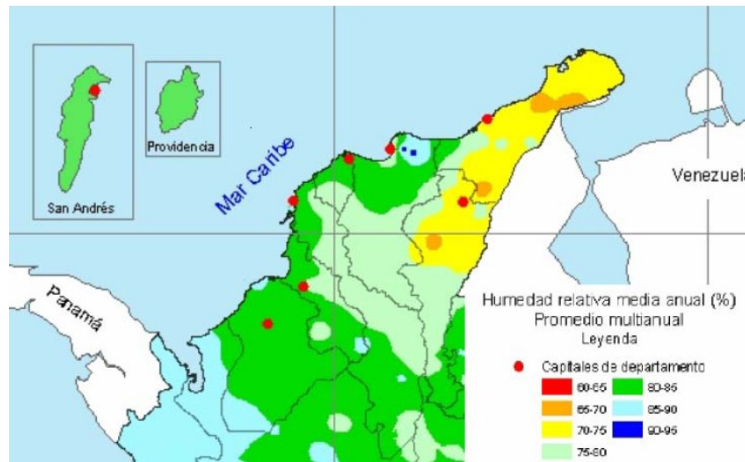 San Andrés
Providencia
Mar Caribe
Panamá
Venezuela
Humedad relativa media anual (%)
Promedio multianual
Leyenda
Capitales de departamento
60-65
65-70
70-75
75-80
80-85
85-90
90-95